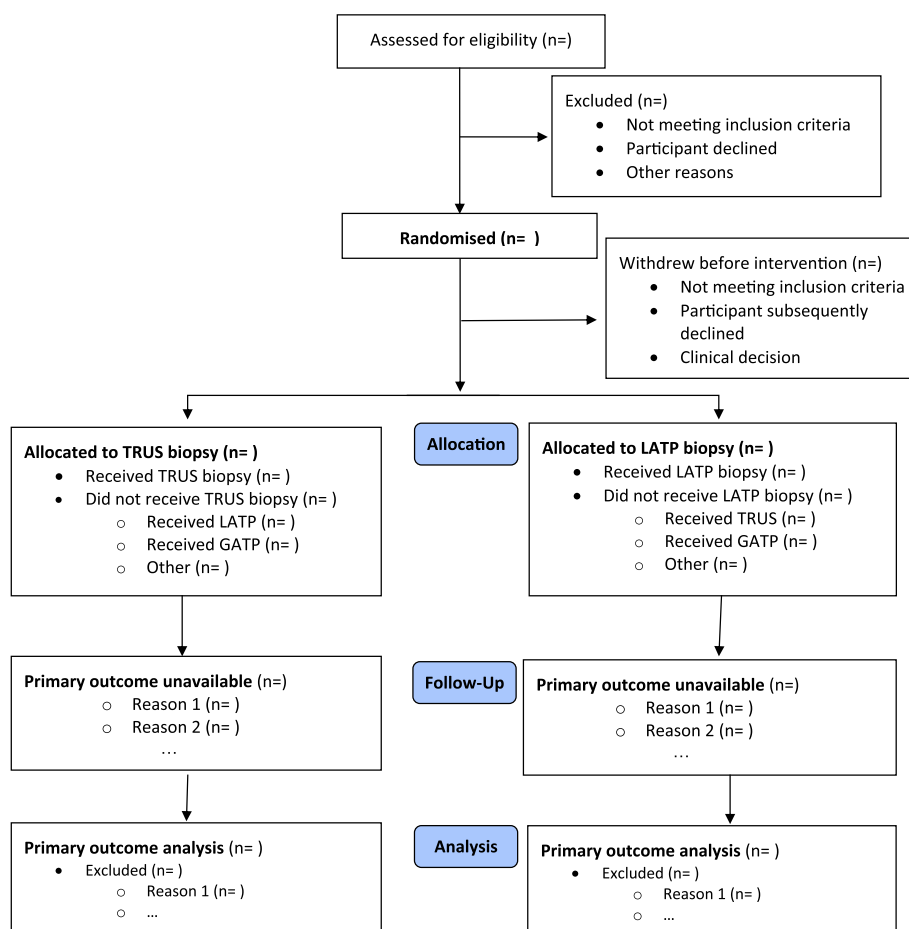 Assessed for eligibility (n=)
Excluded (n=)
• Not meeting inclusion criteria
• Participant declined
• Other reasons
Randomised (n=  )
Withdrew before intervention (n=)
• Not meeting inclusion criteria
• Participant subsequently
declined
• Clinical decision
Allocation
Allocated to TRUS biopsy (n= )
• Received TRUS biopsy (n= )
• Did not receive TRUS biopsy (n= )
○ Received LATP (n= )
○ Received GATP (n= )
○ Other (n= )
Allocated to LATP biopsy (n= )
• Received LATP biopsy (n= )
• Did not receive LATP biopsy (n= )
○ Received TRUS (n= )
○ Received GATP (n= )
○ Other (n= )
Follow-Up
Primary outcome unavailable (n=)
○ Reason 1 (n= )
○ Reason 2 (n= )
...
Primary outcome unavailable (n=)
○ Reason 1 (n= )
○ Reason 2 (n= )
...
Analysis
Primary outcome analysis (n= )
• Excluded (n= )
○ Reason 1 (n= )
○ ...
Primary outcome analysis (n= )
• Excluded (n= )
○ Reason 1 (n= )
○ ...